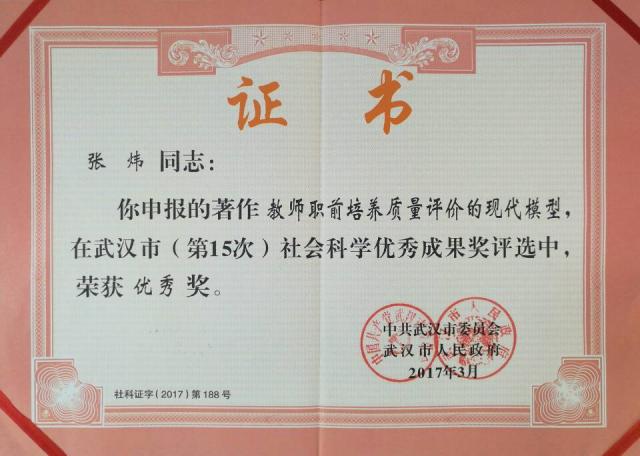 证书
张炜 同志:
你申报的著作 教师职前培养质量评价的现代模型,
在武汉市(第15次)社会科学优秀成果奖评选中,
荣获 优秀 奖。
中共武汉市委员会
武汉市人民政府
2017年3月
社科证字(2017)第188号